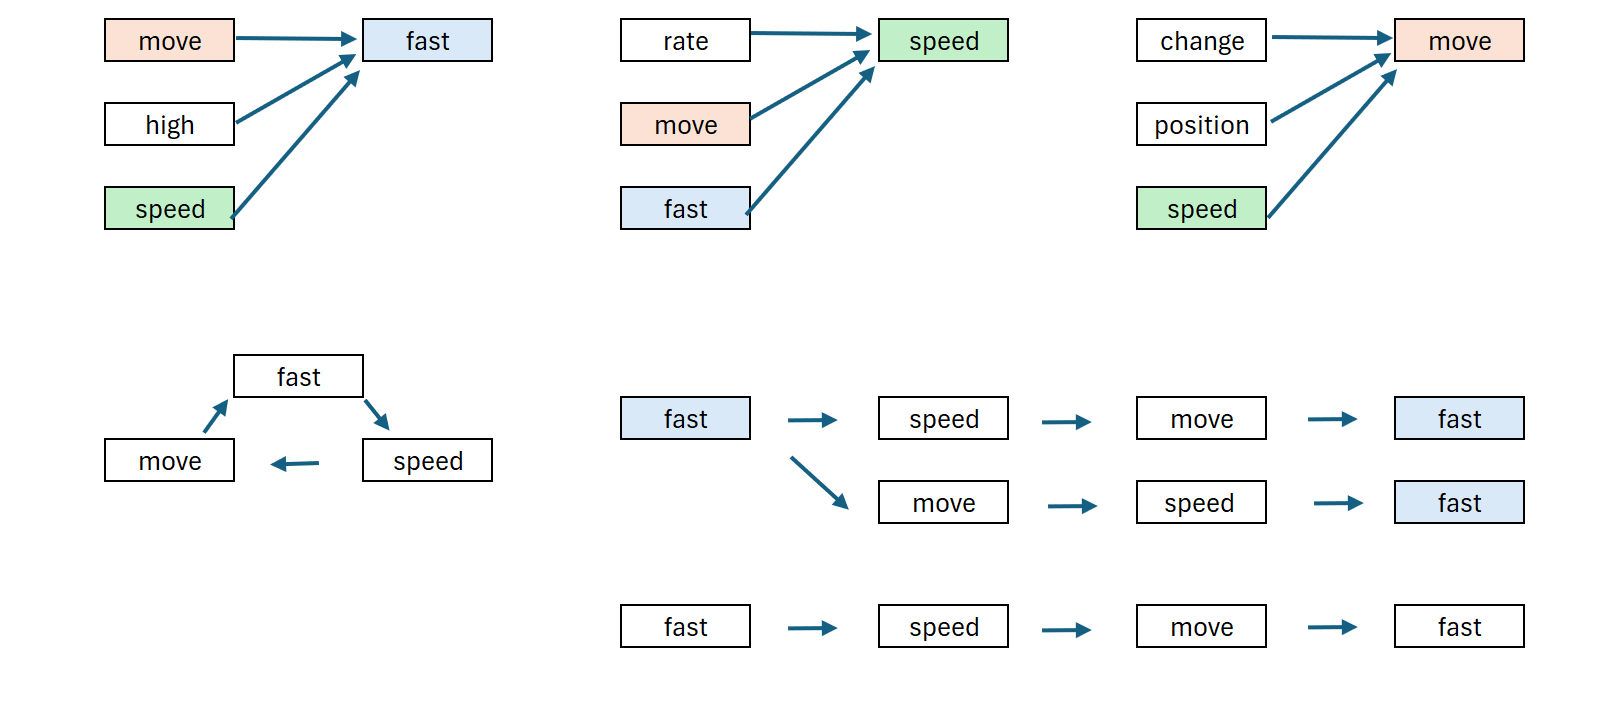 move fast rate speed change move
high move position
speed fast speed
fast
move speed
fast speed move fast
move speed fast
fast speed move fast